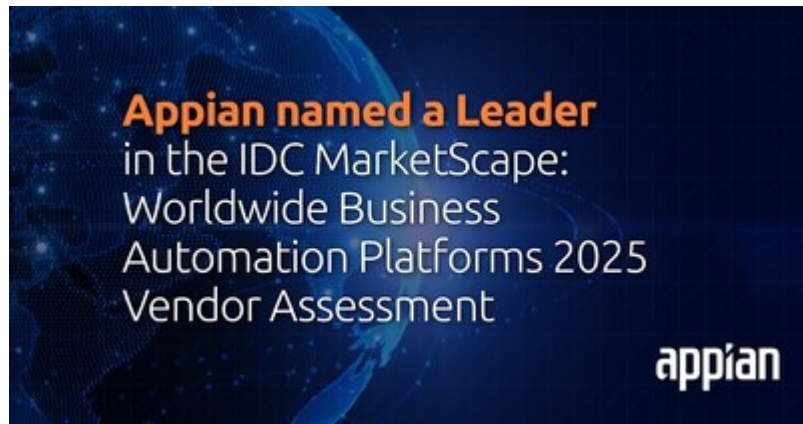 Appian named a Leader
in the IDC MarketScape:
Worldwide Business
Automation Platforms 2025
Vendor Assessment
appian